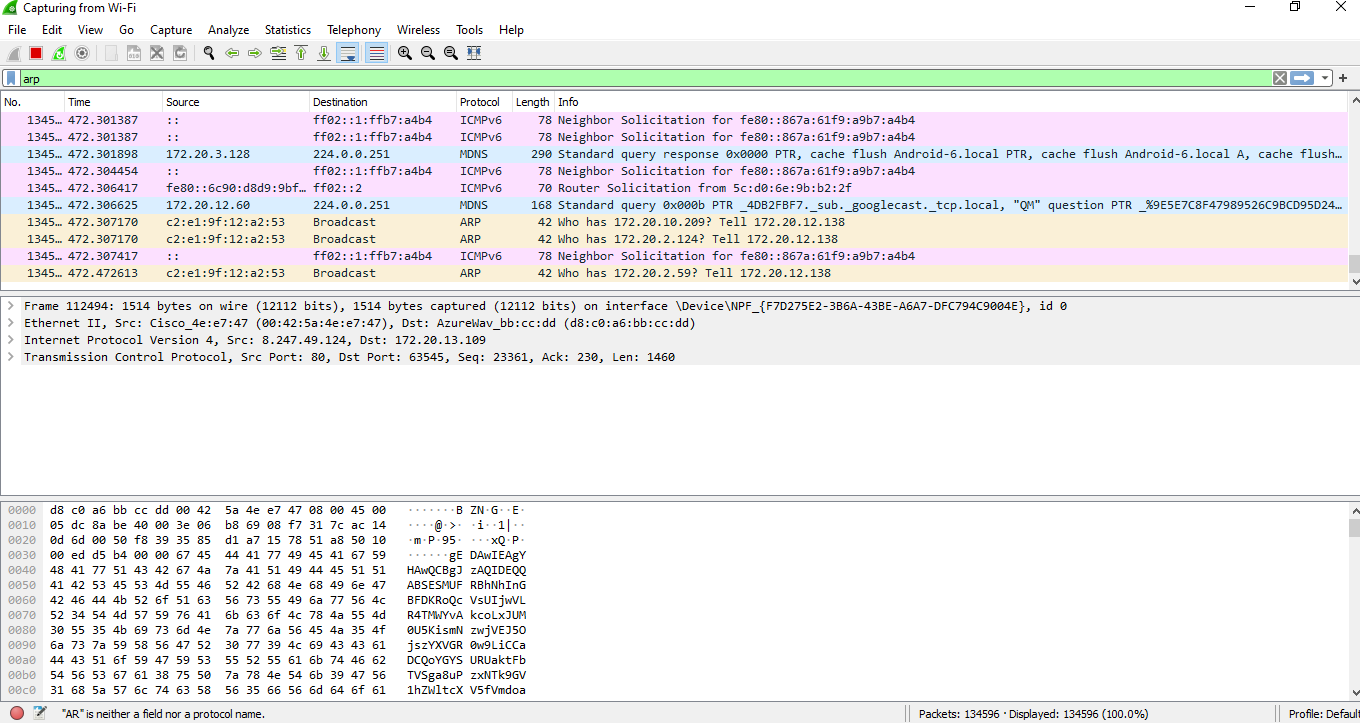 Capturing from Wi-Fi
File Edit View Go Capture Analyze Statistics Telephony Wireless Tools Help
arp
No. Time Source Destination Protocol Length Info
1345… 472.301387 :: ff02::1:ffb7:a4b4 ICMPv6 78 Neighbor Solicitation for fe80::867a:61f9:a9b7:a4b4
1345… 472.301387 :: ff02::1:ffb7:a4b4 ICMPv6 78 Neighbor Solicitation for fe80::867a:61f9:a9b7:a4b4
1345… 472.301898 172.20.3.128 224.0.0.251 MDNS 290 Standard query response 0x0000 PTR, cache flush Android-6.local PTR, cache flush Android-6.local A, cache flush…
1345… 472.304454 :: ff02::1:ffb7:a4b4 ICMPv6 78 Neighbor Solicitation for fe80::867a:61f9:a9b7:a4b4
1345… 472.306417 fe80::6c90:d8d9:9bf… ff02::2 ICMPv6 70 Router Solicitation from 5c:d0:6e:9b:b2:2f
1345… 472.306625 172.20.12.60 224.0.0.251 MDNS 168 Standard query 0x000b PTR _4DB2FBF7._sub._googlecast._tcp.local, "QM" question PTR _%9E5E7C8F47989526C9BCD95D24…
1345… 472.307170 c2:e1:9f:12:a2:53 Broadcast ARP 42 Who has 172.20.10.209? Tell 172.20.12.138
1345… 472.307170 c2:e1:9f:12:a2:53 Broadcast ARP 42 Who has 172.20.2.124? Tell 172.20.12.138
1345… 472.307417 :: ff02::1:ffb7:a4b4 ICMPv6 78 Neighbor Solicitation for fe80::867a:61f9:a9b7:a4b4
1345… 472.472613 c2:e1:9f:12:a2:53 Broadcast ARP 42 Who has 172.20.2.59? Tell 172.20.12.138
Frame 112494: 1514 bytes on wire (12112 bits), 1514 bytes captured (12112 bits) on interface \Device\NPF_{F7D275E2-3B6A-43BE-A6A7-DFC794C9004E}, id 0
Ethernet II, Src: Cisco_4e:e7:47 (00:42:5a:4e:e7:47), Dst: AzureWav_bb:cc:dd (d8:c0:a6:bb:cc:dd)
Internet Protocol Version 4, Src: 8.247.49.124, Dst: 172.20.13.109
Transmission Control Protocol, Src Port: 80, Dst Port: 63545, Seq: 23361, Ack: 230, Len: 1460
0000 d8 c0 a6 bb cc dd 00 42 5a 4e e7 47 08 00 45 00 ·······B ZN·G··E·
0010 05 dc 8a be 40 00 3e 06 b8 69 08 f7 31 7c ac 14 ····@·>· ·i··1|··
0020 0d 6d 00 50 f8 39 35 85 d1 a7 15 78 51 a8 50 10 ·m·P·95· ···xQ·P·
0030 00 ed d5 b4 00 00 67 45 44 41 77 49 45 41 67 59 ······gE DAwIEAgY
0040 48 41 77 51 43 42 67 4a 7a 41 51 49 44 45 51 51 HAwQCBgJ zAQIDEQQ
0050 41 42 53 45 53 4d 55 46 52 42 68 4e 68 49 6e 47 ABSESMUF RBhNhInG
0060 42 46 44 4b 52 6f 51 63 56 73 55 49 6a 77 56 4c BFDKRoQc VsUIjwVL
0070 52 34 54 4d 57 59 76 41 6b 63 6f 4c 78 4a 55 4d R4TMWYvA kcoLxJUM
0080 30 55 35 4b 69 73 6d 4e 7a 77 6a 56 45 4a 35 4f 0U5KismN zwjVEJ5O
0090 6a 73 7a 59 58 56 47 52 30 77 39 4c 69 43 43 61 jszYXVGR 0w9LiCCa
00a0 44 43 51 6f 59 47 59 53 55 52 55 61 6b 74 46 62 DCQoYGYS URUaktFb
00b0 54 56 53 67 61 38 75 50 7a 78 4e 54 6b 39 47 56 TVSga8uP zxNTk9GV
00c0 31 68 5a 57 6c 74 63 58 56 35 66 56 6d 64 6f 61 1hZWltcX V5fVmdoa
"AR" is neither a field nor a protocol name. Packets: 134596 · Displayed: 134596 (100.0%) Profile: Default